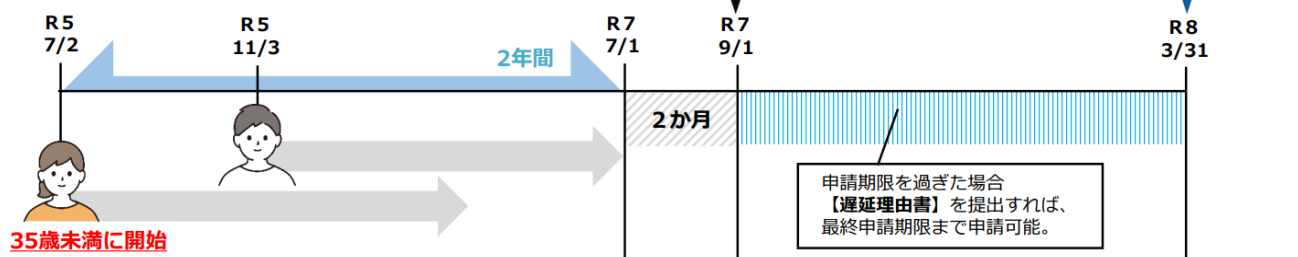 R5
7/2
R5
11/3
2年間
R7
7/1
R7
9/1
R8
3/31
2か月
申請期限を過ぎた場合
【遅延理由書】を提出すれば、
最終申請期限まで申請可能。
35歳未満に開始